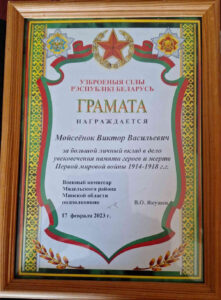 УЗБРОЕНЫЯ СІЛЫ
РЭСПУБЛІКІ БЕЛАРУСЬ
ГРАМАТА
НАГРАЖДАЕТСЯ
Мойсеёнок Виктор Васильевич
за большой личный вклад в дело
увековечения памяти героев и жертв
Первой мировой войны 1914-1918 г.г.
Военный комиссар
Мядельского района
Минской области
подполковник
В.О. Якушев
17 февраля 2023 г.